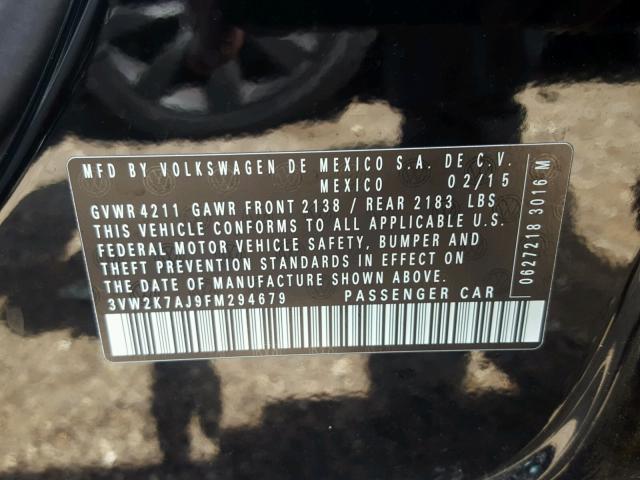 MFD BY VOLKSWAGEN DE MEXICO S.A. DE C.V.
MEXICO 02/15
GVWR 4211 GAWR FRONT 2138 / REAR 2183 LBS
THIS VEHICLE CONFORMS TO ALL APPLICABLE U.S.
FEDERAL MOTOR VEHICLE SAFETY, BUMPER AND
THEFT PREVENTION STANDARDS IN EFFECT ON
THE DATE OF MANUFACTURE SHOWN ABOVE.
3VW2K7AJ9FM294679 PASSENGER CAR
0627218 3016 M